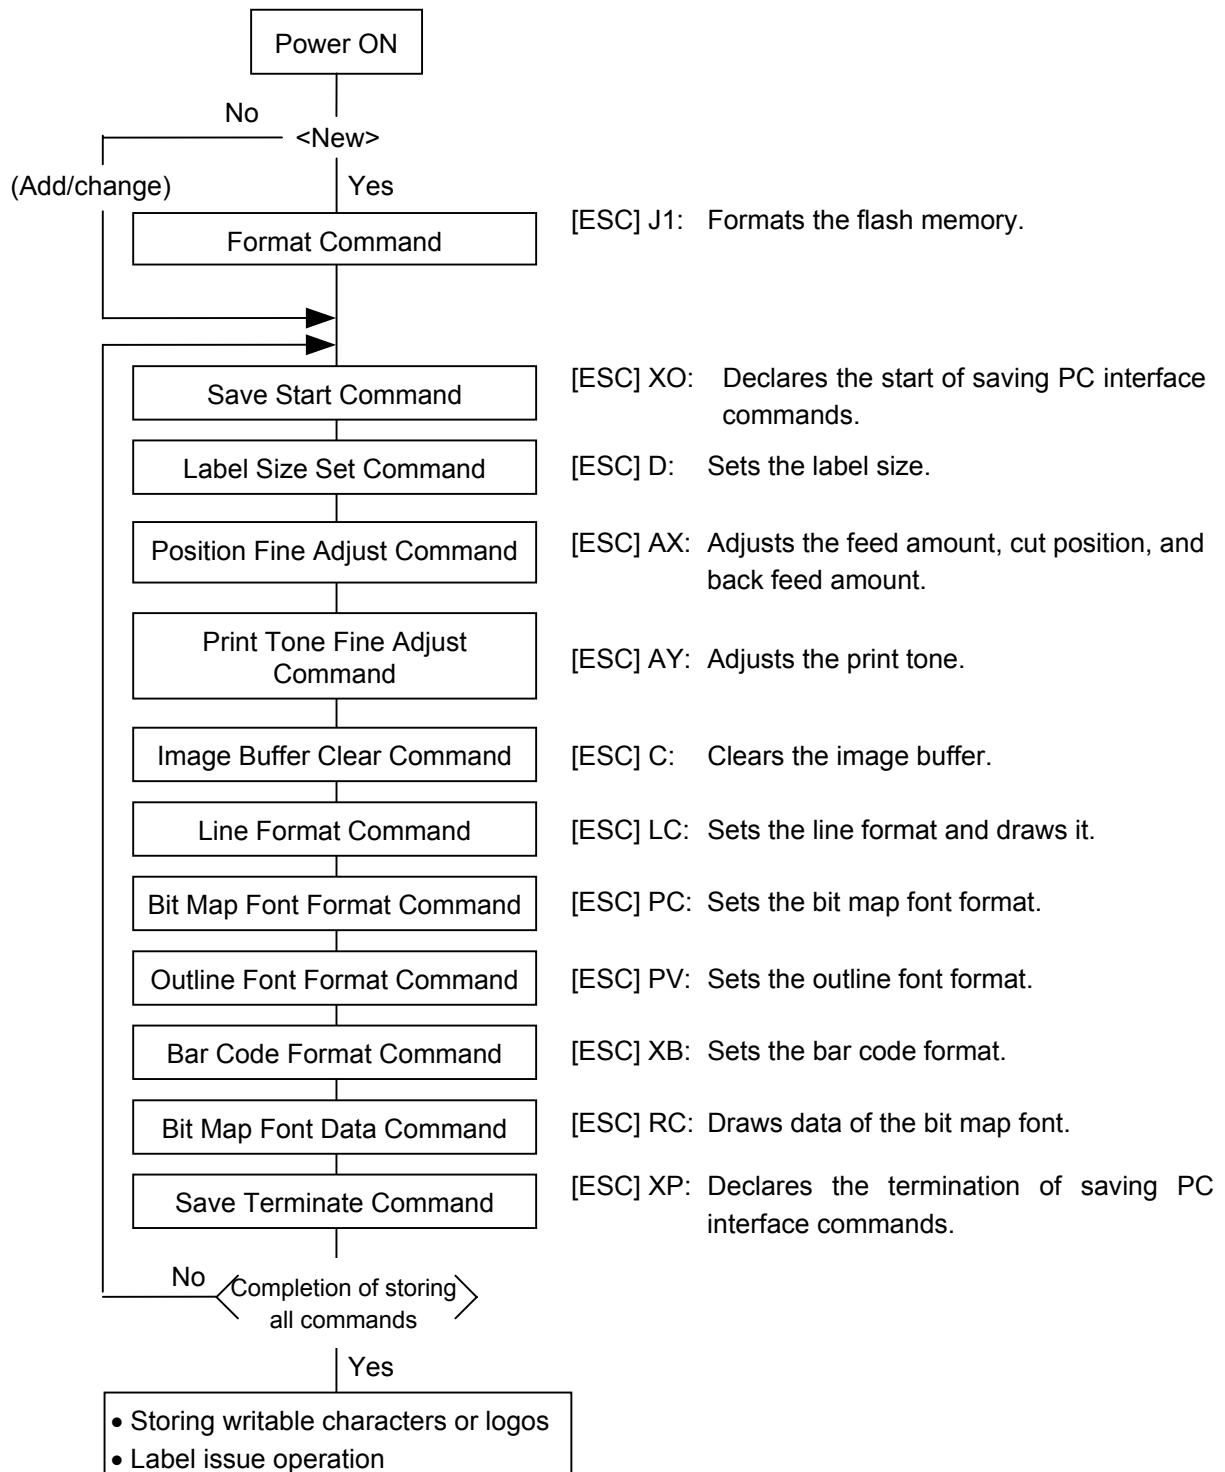 Power ON
No
<New>
(Add/change)
Yes
Format Command
[ESC] J1: Formats the flash memory.
Save Start Command
[ESC] XO: Declares the start of saving PC interface
commands.
Label Size Set Command
[ESC] D: Sets the label size.
Position Fine Adjust Command
[ESC] AX: Adjusts the feed amount, cut position, and
back feed amount.
Print Tone Fine Adjust
Command
[ESC] AY: Adjusts the print tone.
Image Buffer Clear Command
[ESC] C: Clears the image buffer.
Line Format Command
[ESC] LC: Sets the line format and draws it.
Bit Map Font Format Command
[ESC] PC: Sets the bit map font format.
Outline Font Format Command
[ESC] PV: Sets the outline font format.
Bar Code Format Command
[ESC] XB: Sets the bar code format.
Bit Map Font Data Command
[ESC] RC: Draws data of the bit map font.
Save Terminate Command
[ESC] XP: Declares the termination of saving PC
interface commands.
No
Completion of storing
all commands
Yes
• Storing writable characters or logos
• Label issue operation